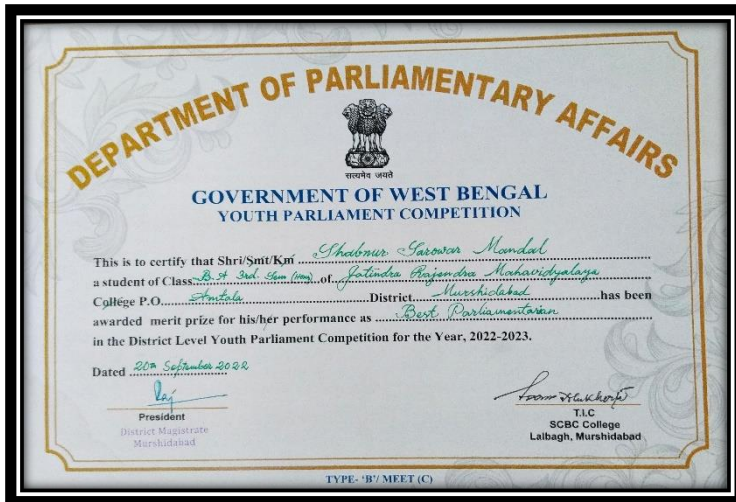 DEPARTMENT OF PARLIAMENTARY AFFAIRS
सत्यमेव जयते
GOVERNMENT OF WEST BENGAL
YOUTH PARLIAMENT COMPETITION
This is to certify that Shri/Smt/Km Shabnur Sarowar Mandal
a student of Class B.A 3rd Sem (Hons) of Jatindra Rajendra Mahavidyalaya
College P.O. Amtala District Murshidabad has been
awarded merit prize for his/her performance as Best Parliamentarian
in the District Level Youth Parliament Competition for the Year, 2022-2023.
Dated 20th September 2022
President
District Magistrate
Murshidabad
T.I.C
SCBC College
Lalbagh, Murshidabad
TYPE- 'B'/ MEET (C)